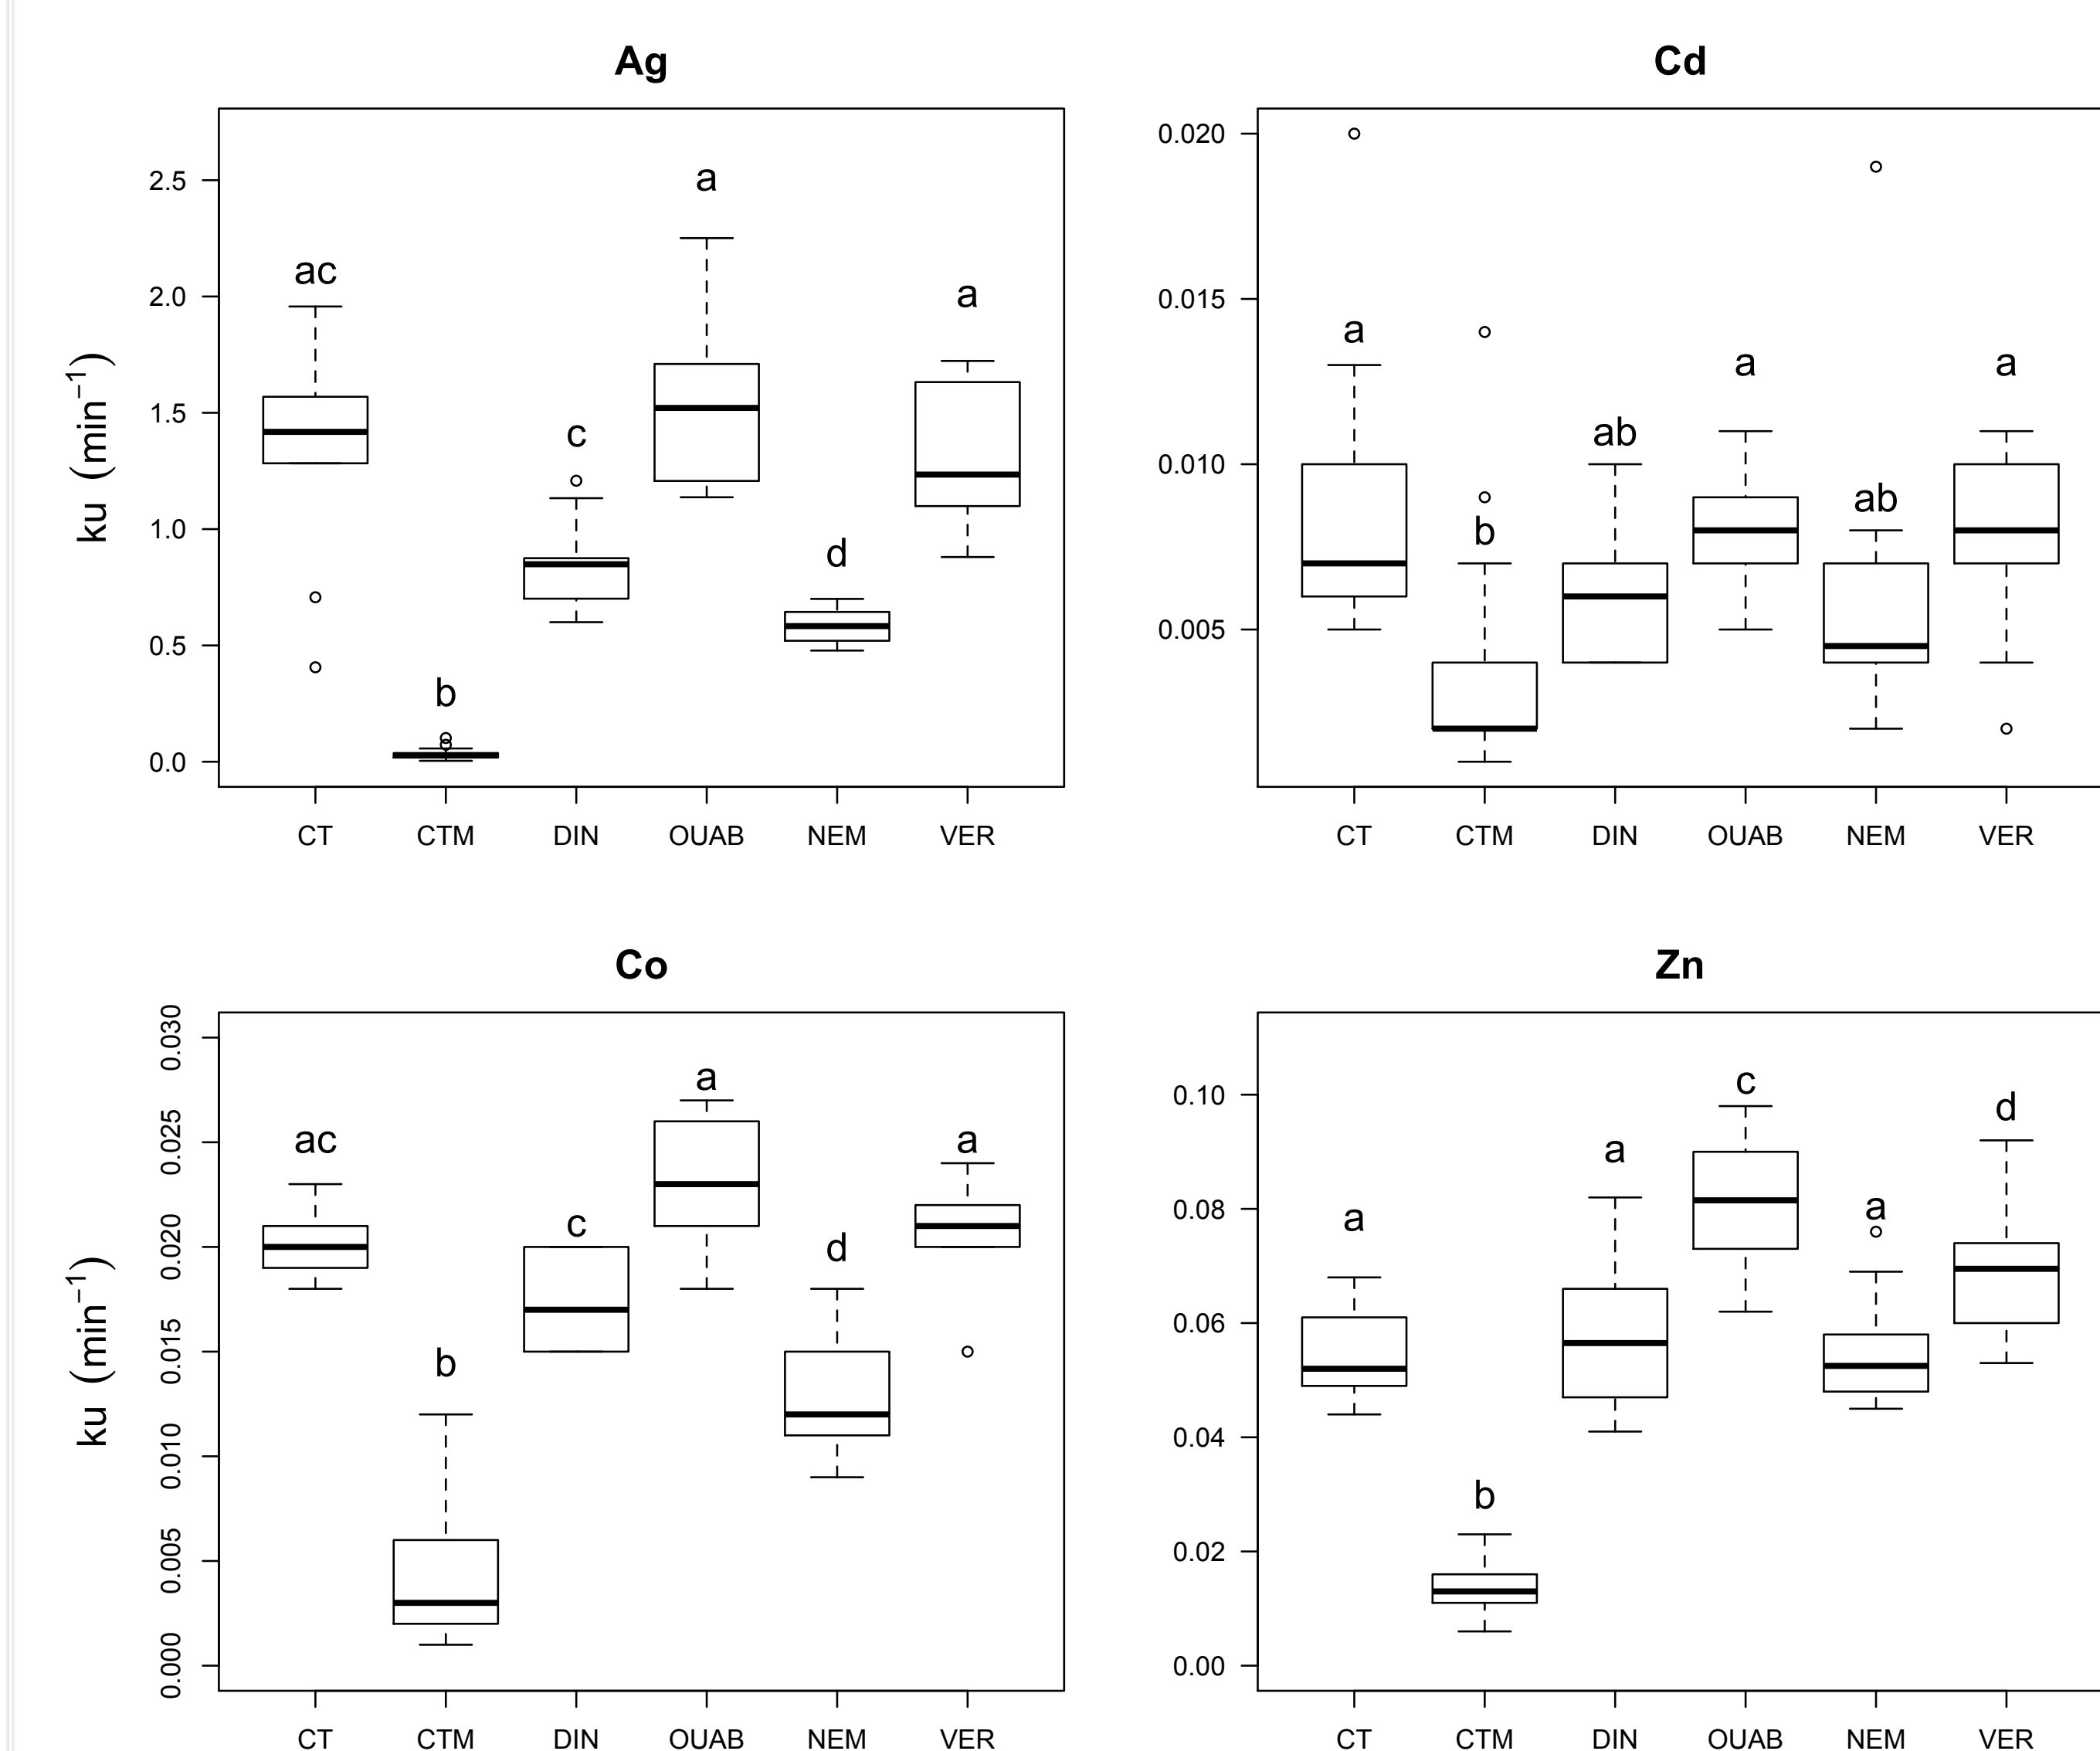 Ag
ku (min⁻¹)
2.5
2.0
1.5
1.0
0.5
0.0
ac
b
c
a
d
a
CT CTM DIN OUAB NEM VER
Cd
0.020
0.015
0.010
0.005
a
b
ab
a
ab
a
CT CTM DIN OUAB NEM VER
Co
ku (min⁻¹)
0.030
0.025
0.020
0.015
0.010
0.005
0.000
ac
b
c
a
d
a
CT CTM DIN OUAB NEM VER
Zn
0.10
0.08
0.06
0.04
0.02
0.00
a
b
a
c
a
d
CT CTM DIN OUAB NEM VER